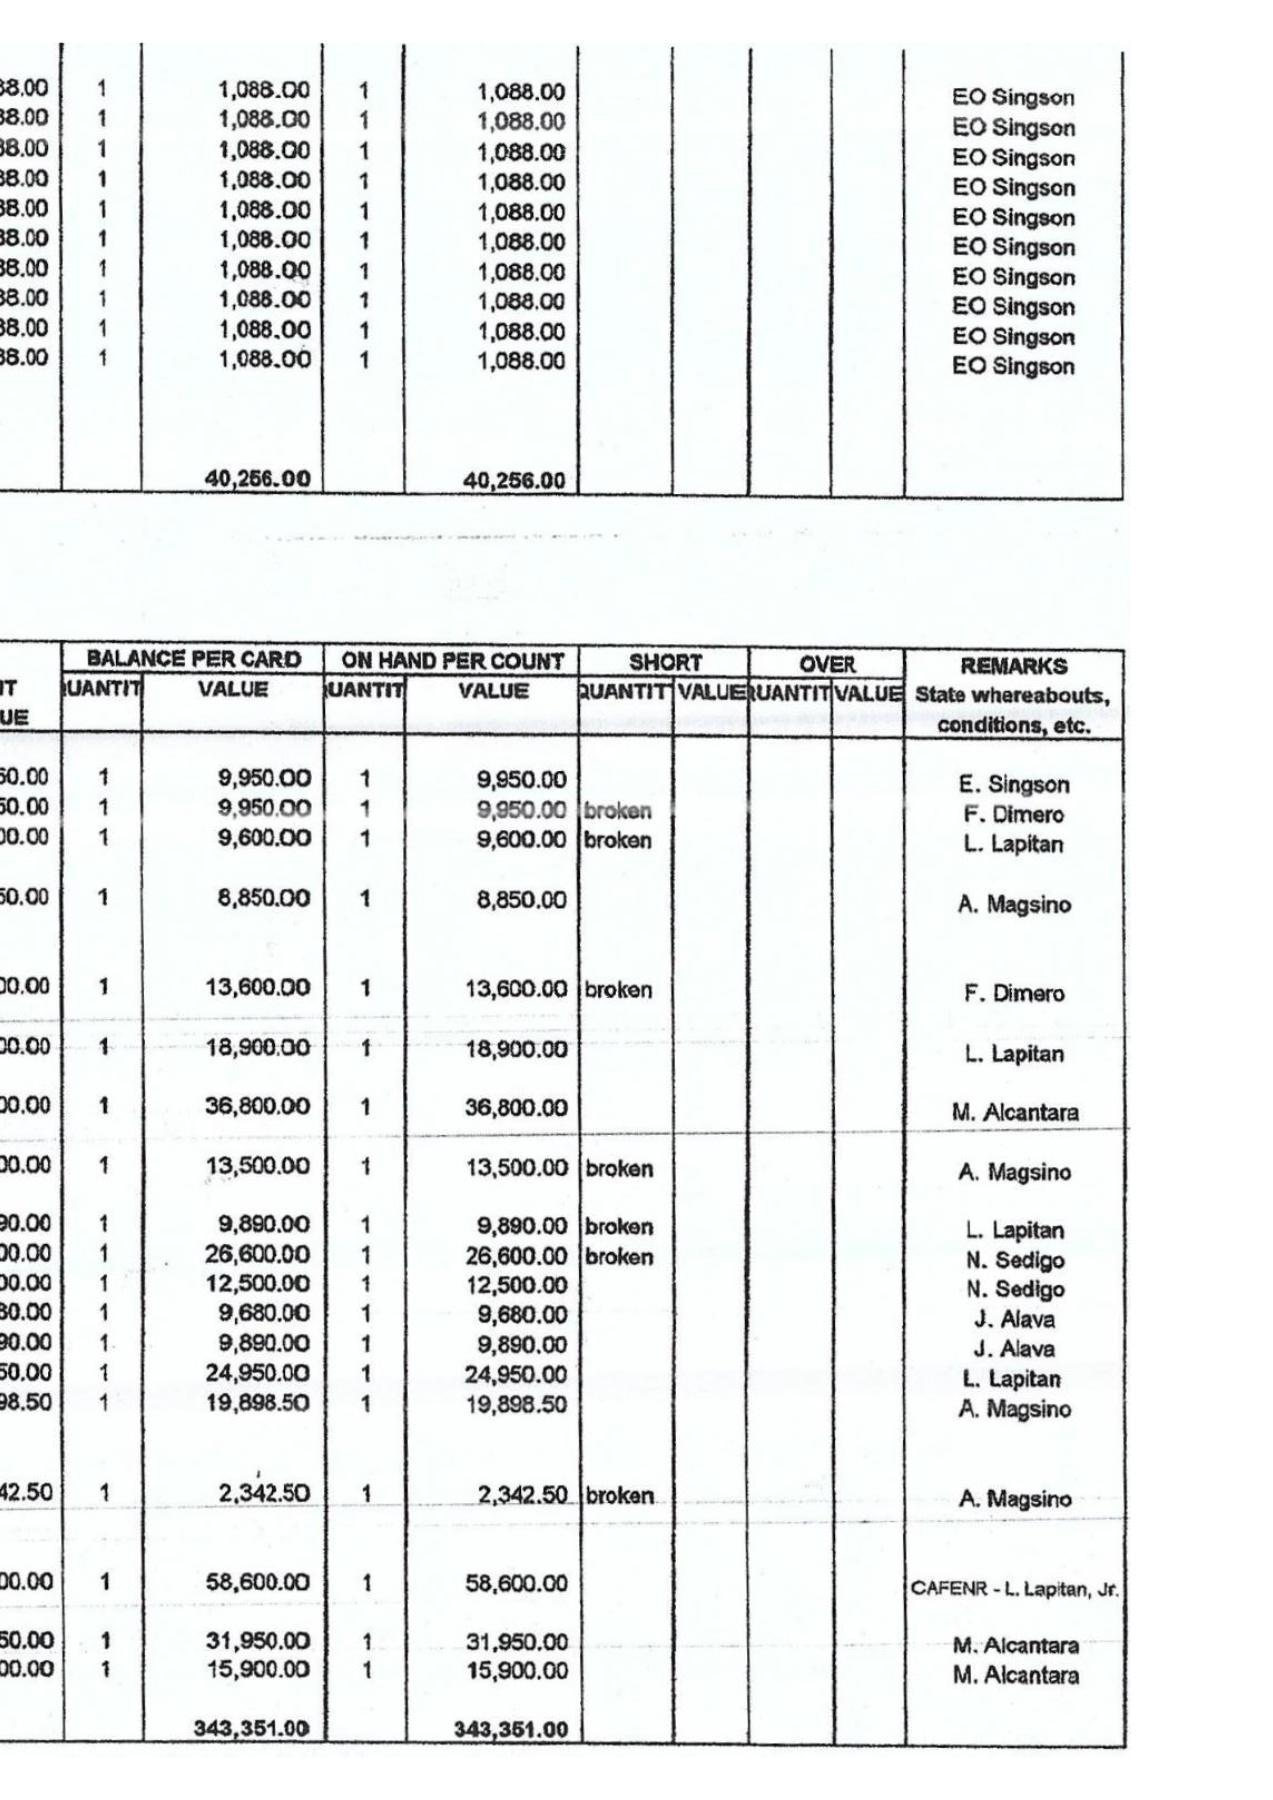 38.00 1 1,088.00 1 1,088.00 EO Singson
38.00 1 1,088.00 1 1,088.00 EO Singson
38.00 1 1,088.00 1 1,088.00 EO Singson
38.00 1 1,088.00 1 1,088.00 EO Singson
38.00 1 1,088.00 1 1,088.00 EO Singson
38.00 1 1,088.00 1 1,088.00 EO Singson
38.00 1 1,088.00 1 1,088.00 EO Singson
38.00 1 1,088.00 1 1,088.00 EO Singson
38.00 1 1,088.00 1 1,088.00 EO Singson
38.00 1 1,088.00 1 1,088.00 EO Singson
40,256.00 40,256.00
BALANCE PER CARD ON HAND PER COUNT SHORT OVER REMARKS
IT UANTIT VALUE UANTIT VALUE QUANTIT VALUE UANTIT VALUE State whereabouts,
UE conditions, etc.
50.00 1 9,950.00 1 9,950.00 E. Singson
50.00 1 9,950.00 1 9,950.00 broken F. Dimero
00.00 1 9,600.00 1 9,600.00 broken L. Lapitan
50.00 1 8,850.00 1 8,850.00 A. Magsino
00.00 1 13,600.00 1 13,600.00 broken F. Dimero
00.00 1 18,900.00 1 18,900.00 L. Lapitan
00.00 1 36,800.00 1 36,800.00 M. Alcantara
00.00 1 13,500.00 1 13,500.00 broken A. Magsino
90.00 1 9,890.00 1 9,890.00 broken L. Lapitan
00.00 1 26,600.00 1 26,600.00 broken N. Sedigo
00.00 1 12,500.00 1 12,500.00 N. Sedigo
80.00 1 9,680.00 1 9,680.00 J. Alava
90.00 1 9,890.00 1 9,890.00 J. Alava
50.00 1 24,950.00 1 24,950.00 L. Lapitan
98.50 1 19,898.50 1 19,898.50 A. Magsino
42.50 1 2,342.50 1 2,342.50 broken A. Magsino
00.00 1 58,600.00 1 58,600.00 CAFENR - L. Lapitan, Jr.
50.00 1 31,950.00 1 31,950.00 M. Alcantara
00.00 1 15,900.00 1 15,900.00 M. Alcantara
343,351.00 343,351.00